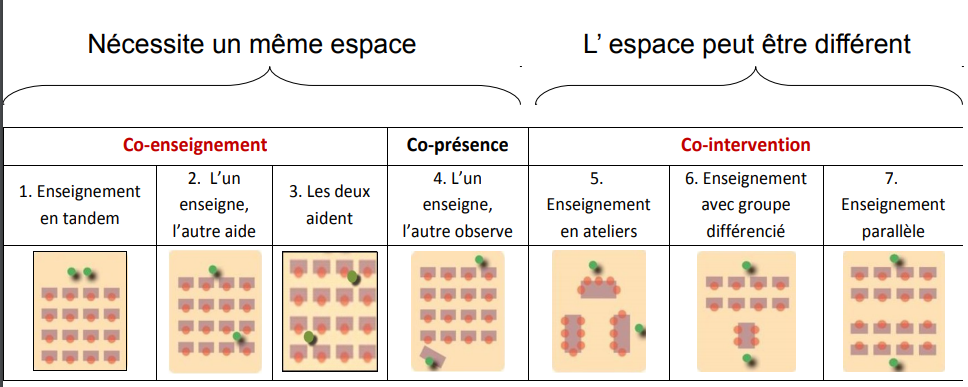 Nécessite un même espace
L’ espace peut être différent
Co-enseignement
Co-présence
Co-intervention
1. Enseignement
en tandem
2. L’un
enseigne,
l’autre aide
3. Les deux
aident
4. L’un
enseigne,
l’autre observe
5.
Enseignement
en ateliers
6. Enseignement
avec groupe
différencié
7.
Enseignement
parallèle